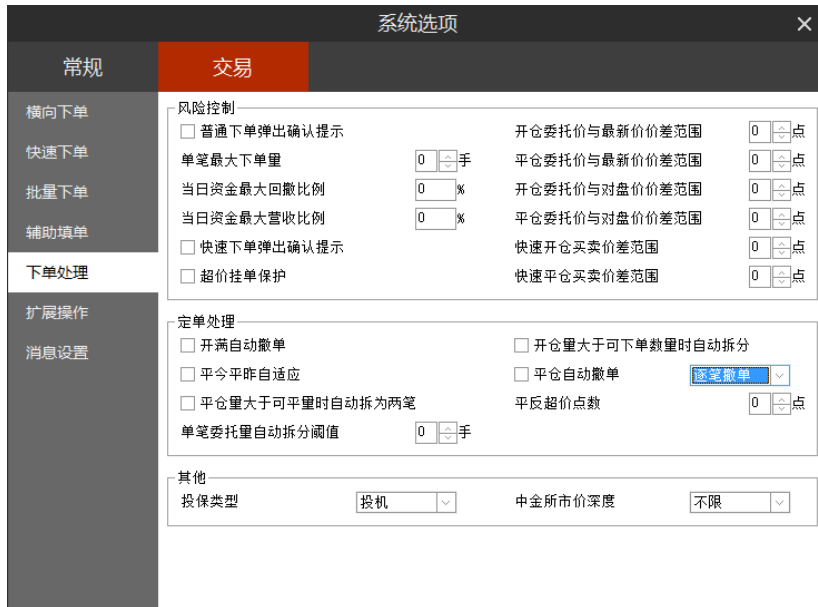 系统选项
常规 交易
横向下单
快速下单
批量下单
辅助填单
下单处理
扩展操作
消息设置
风险控制
普通下单弹出确认提示 开仓委托价与最新价价差范围 0 点
单笔最大下单量 0 手 平仓委托价与最新价价差范围 0 点
当日资金最大回撤比例 0 % 开仓委托价与对盘价价差范围 0 点
当日资金最大营收比例 0 % 平仓委托价与对盘价价差范围 0 点
快速下单弹出确认提示 快速开仓买卖价差范围 0 点
超价挂单保护 快速平仓买卖价差范围 0 点
定单处理
开满自动撤单 开仓量大于可下单数量时自动拆分
平今平昨自适应 平仓自动撤单 逐笔撤单
平仓量大于可平量时自动拆为两笔 平反超价点数 0 点
单笔委托量自动拆分阈值 0 手
其他
投保类型 投机 中金所市价深度 不限